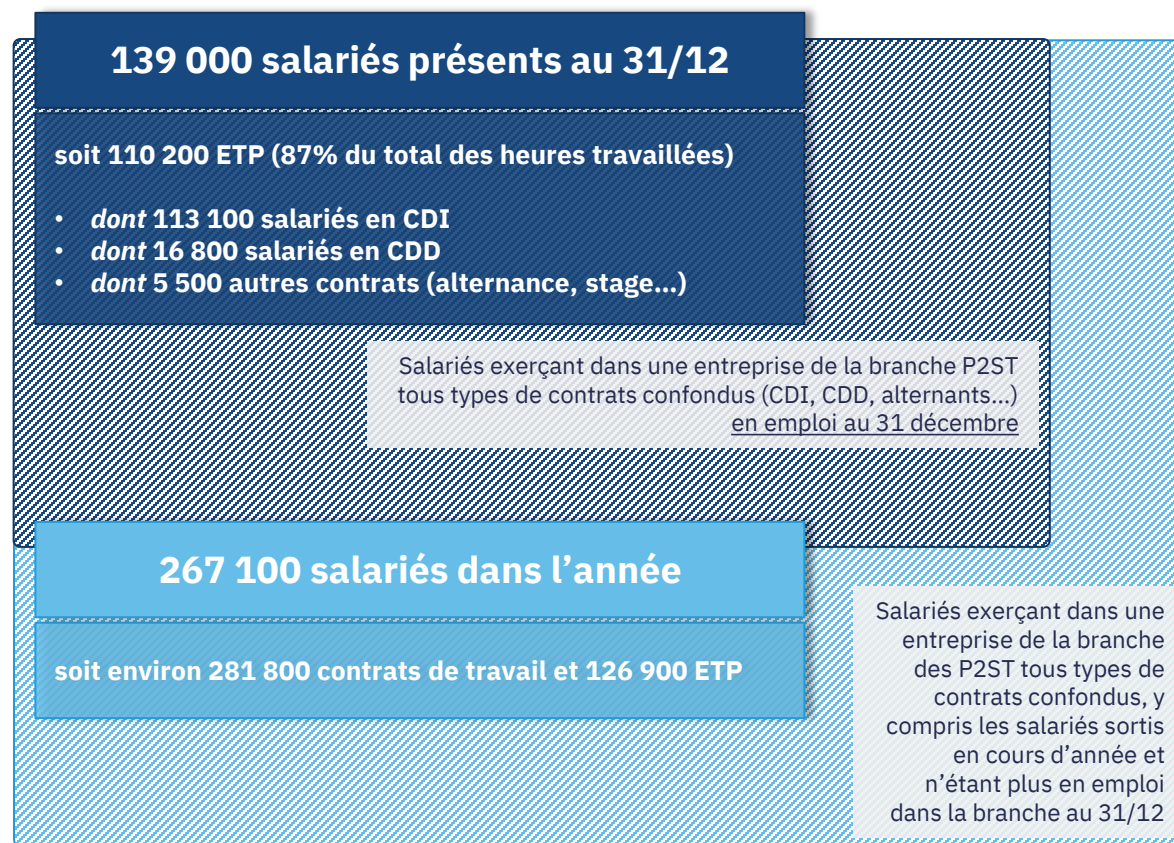 139 000 salariés présents au 31/12
soit 110 200 ETP (87% du total des heures travaillées)
• dont 113 100 salariés en CDI
• dont 16 800 salariés en CDD
• dont 5 500 autres contrats (alternance, stage…)
Salariés exerçant dans une entreprise de la branche P2ST
tous types de contrats confondus (CDI, CDD, alternants…)
en emploi au 31 décembre
267 100 salariés dans l’année
soit environ 281 800 contrats de travail et 126 900 ETP
Salariés exerçant dans une
entreprise de la branche
des P2ST tous types de
contrats confondus, y
compris les salariés sortis
en cours d’année et
n’étant plus en emploi
dans la branche au 31/12